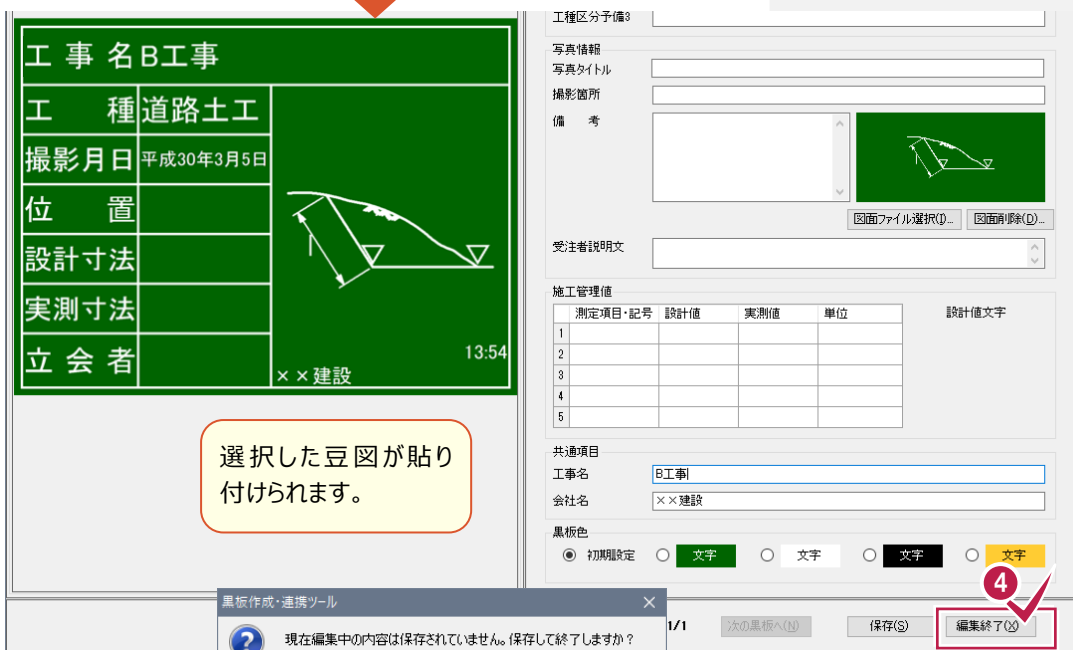 工事名 B工事
工種 道路土工
撮影月日 平成30年3月5日
位置
設計寸法
実測寸法
立会者
13:54
××建設
選択した豆図が貼り
付けられます。
工種区分予備3
写真情報
写真タイトル
撮影箇所
備考
図面ファイル選択(I)... 図面削除(D)...
受注者説明文
施工管理値
測定項目・記号 設計値 実測値 単位 設計値文字
1
2
3
4
5
共通項目
工事名 B工事
会社名 ××建設
黒板色
初期設定 文字 文字 文字 文字
4
1/1 次の黒板へ(N) 保存(S) 編集終了(X)
黒板作成・連携ツール
現在編集中の内容は保存されていません。保存して終了しますか?